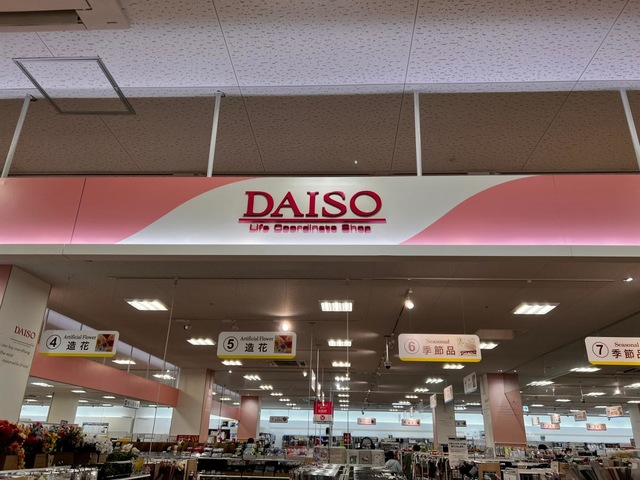 DAISO
Life Coordinate Shop
4
Artificial Flower
造花
5
Artificial Flower
造花
6
Seasonal
季節品
7
Seasonal
季節品
DAISO